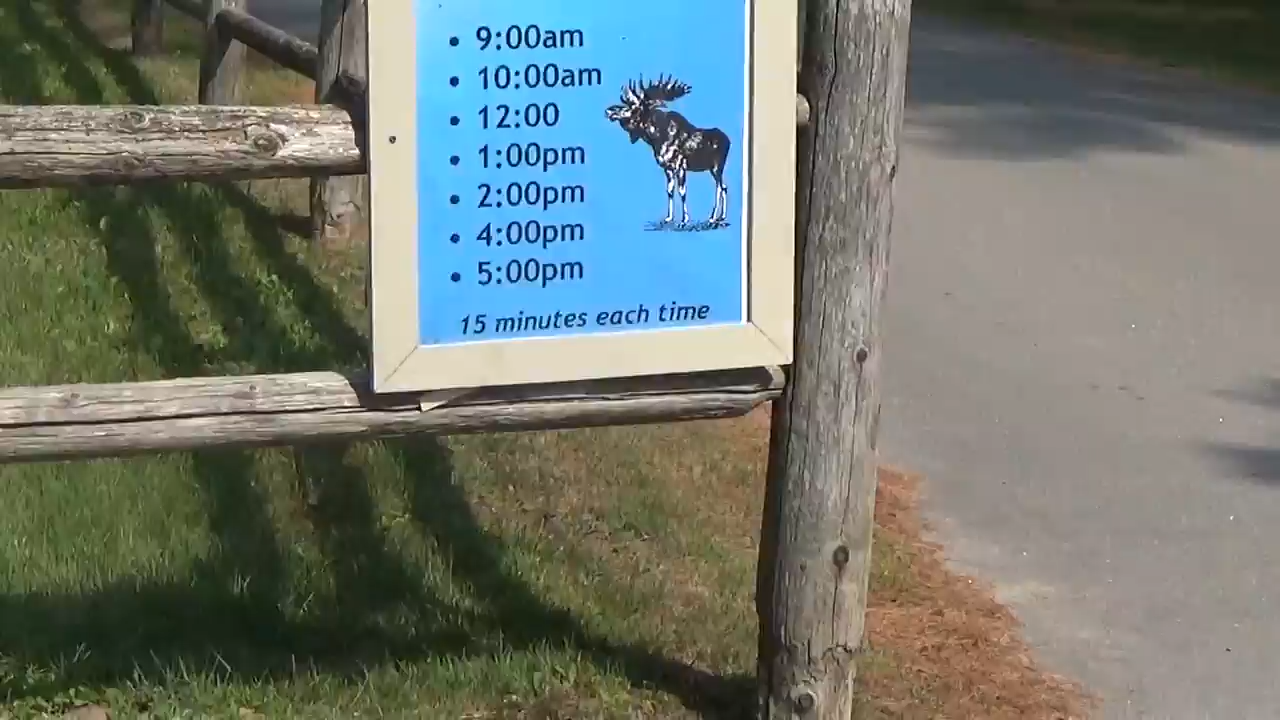 • 9:00am
• 10:00am
• 12:00
• 1:00pm
• 2:00pm
• 4:00pm
• 5:00pm
15 minutes each time